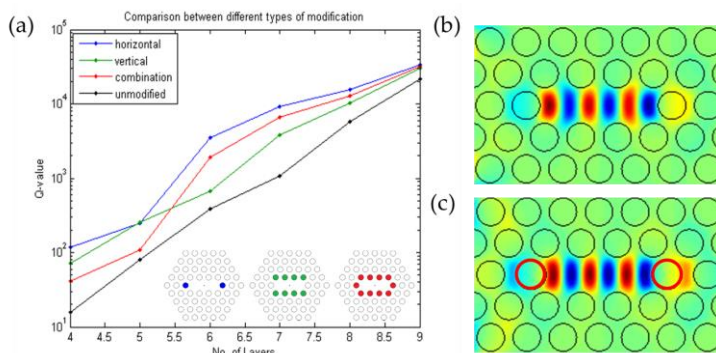 (a)
Comparison between different types of modification
10^5
10^4
10^3
10^2
10^1
Q-value
horizontal
vertical
combination
unmodified
4 4.5 5 5.5 6 6.5 7 7.5 8 8.5 9
No. of Layers
(b)
(c)